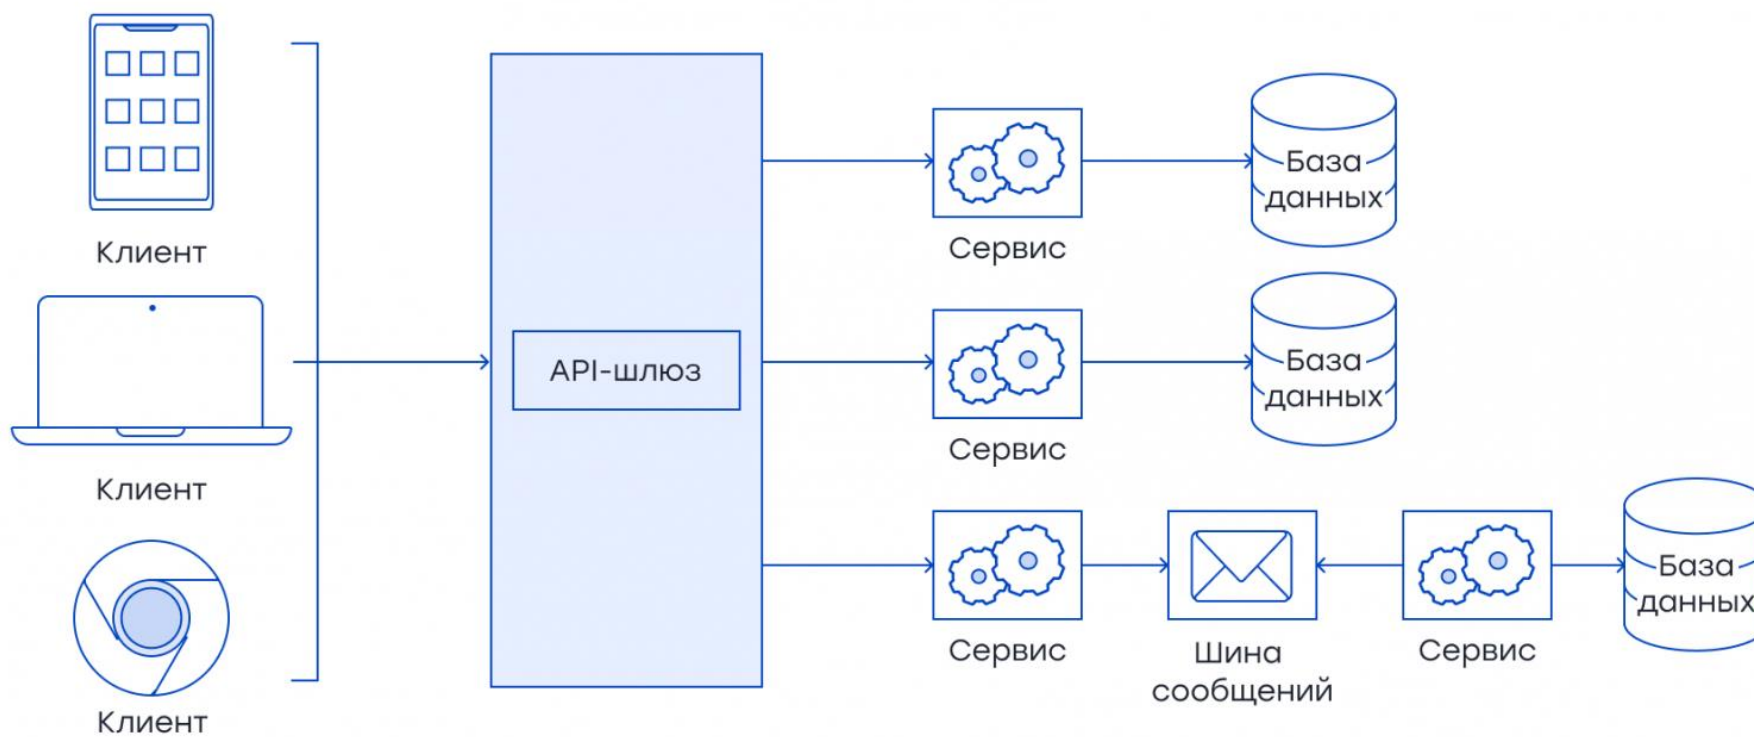 Клиент
Клиент
Клиент
API-шлюз
Сервис
База
данных
Сервис
База
данных
Сервис
Шина
сообщений
Сервис
База
данных